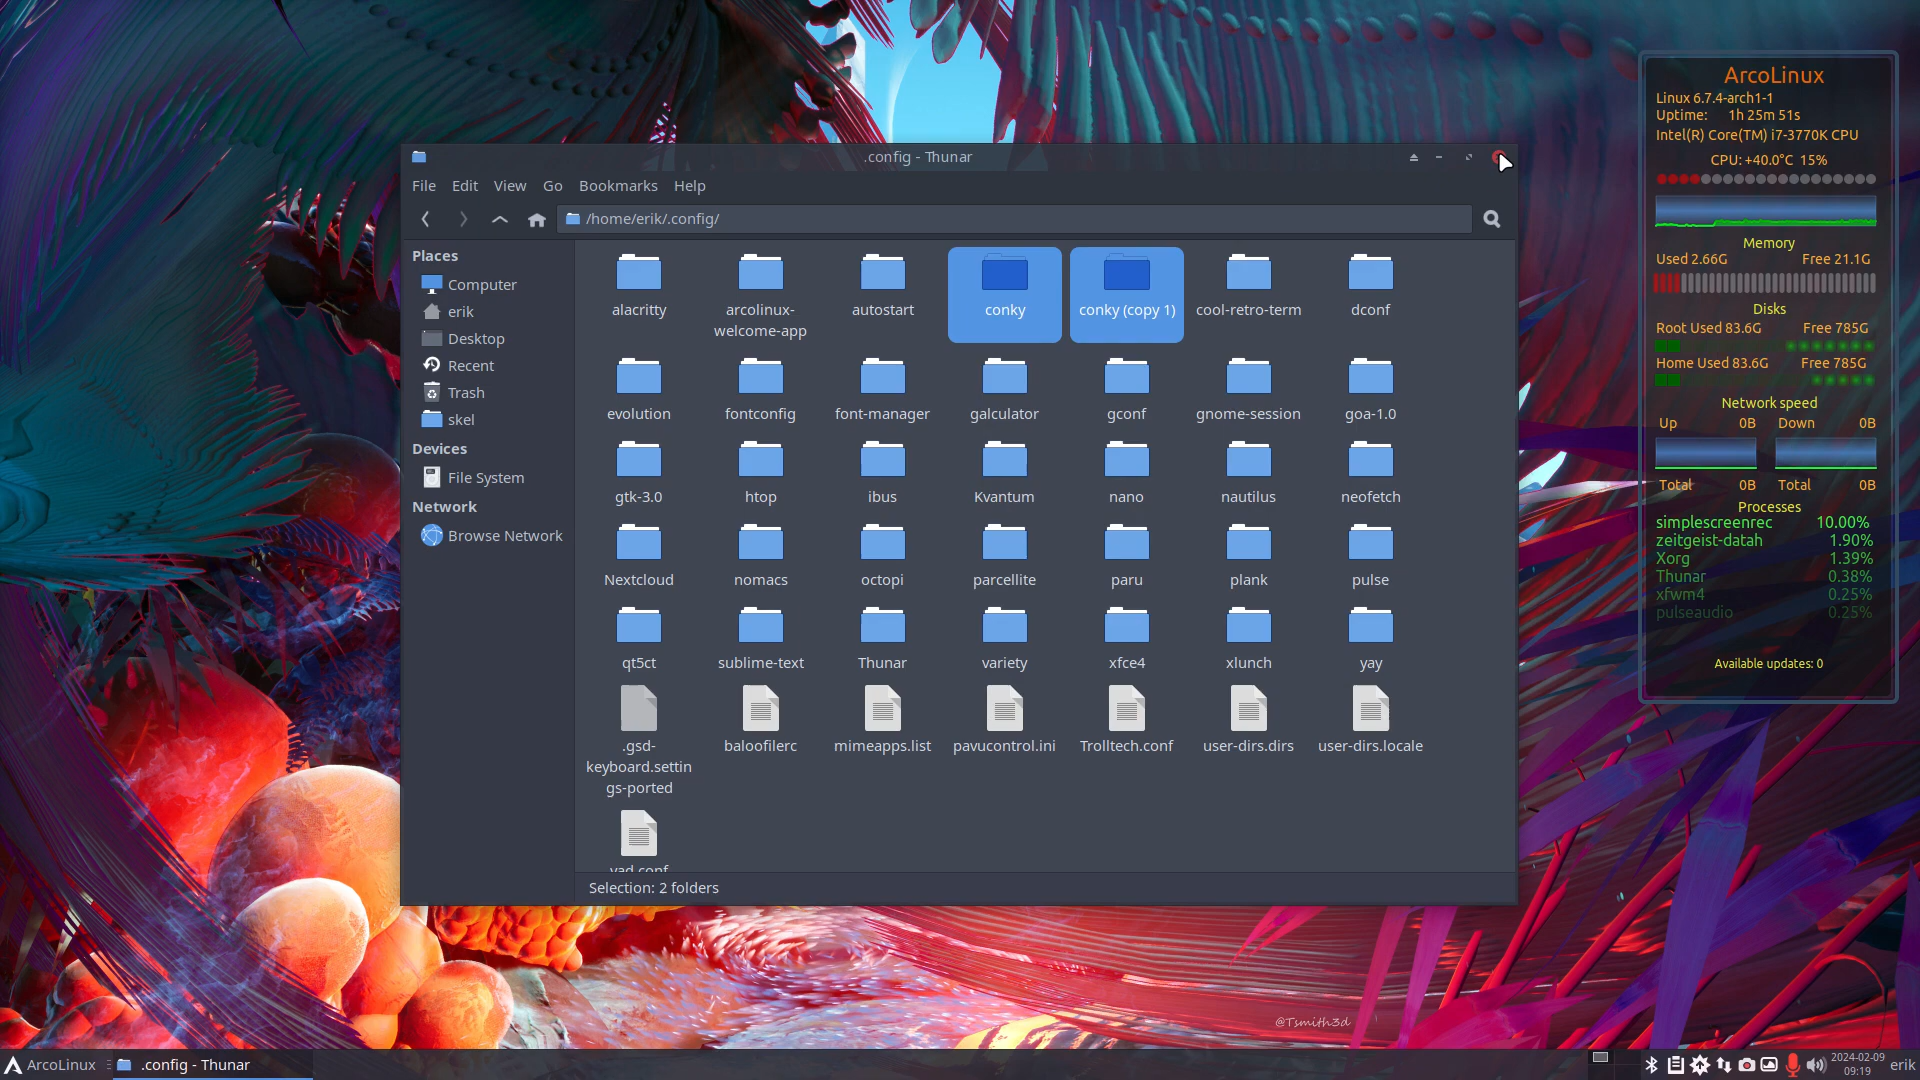 .config - Thunar
File Edit View Go Bookmarks Help
/home/erik/.config/
Places
Computer
erik
Desktop
Recent
Trash
skel
Devices
File System
Network
Browse Network
alacritty
arcolinux-
welcome-app
autostart
conky
conky (copy 1)
cool-retro-term
dconf
evolution
fontconfig
font-manager
galculator
gconf
gnome-session
goa-1.0
gtk-3.0
htop
ibus
Kvantum
nano
nautilus
neofetch
Nextcloud
nomacs
octopi
parcellite
paru
plank
pulse
qt5ct
sublime-text
Thunar
variety
xfce4
xlunch
yay
.gsd-
keyboard.settin
gs-ported
baloofilerc
mimeapps.list
pavucontrol.ini
Trolltech.conf
user-dirs.dirs
user-dirs.locale
yad.conf
Selection: 2 folders
ArcoLinux
Linux 6.7.4-arch1-1
Uptime: 1h 25m 51s
Intel(R) Core(TM) i7-3770K CPU
CPU: +40.0°C 15%
Memory
Used 2.66G Free 21.1G
Disks
Root Used 83.6G Free 785G
Home Used 83.6G Free 785G
Network speed
Up 0B Down 0B
Total 0B Total 0B
Processes
simplescreenrec 10.00%
zeitgeist-datah 1.90%
Xorg 1.39%
Thunar 0.38%
xfwm4 0.25%
pulseaudio 0.25%
Available updates: 0
@Tsmith3d
ArcoLinux
.config - Thunar
2024-02-09
09:19
erik